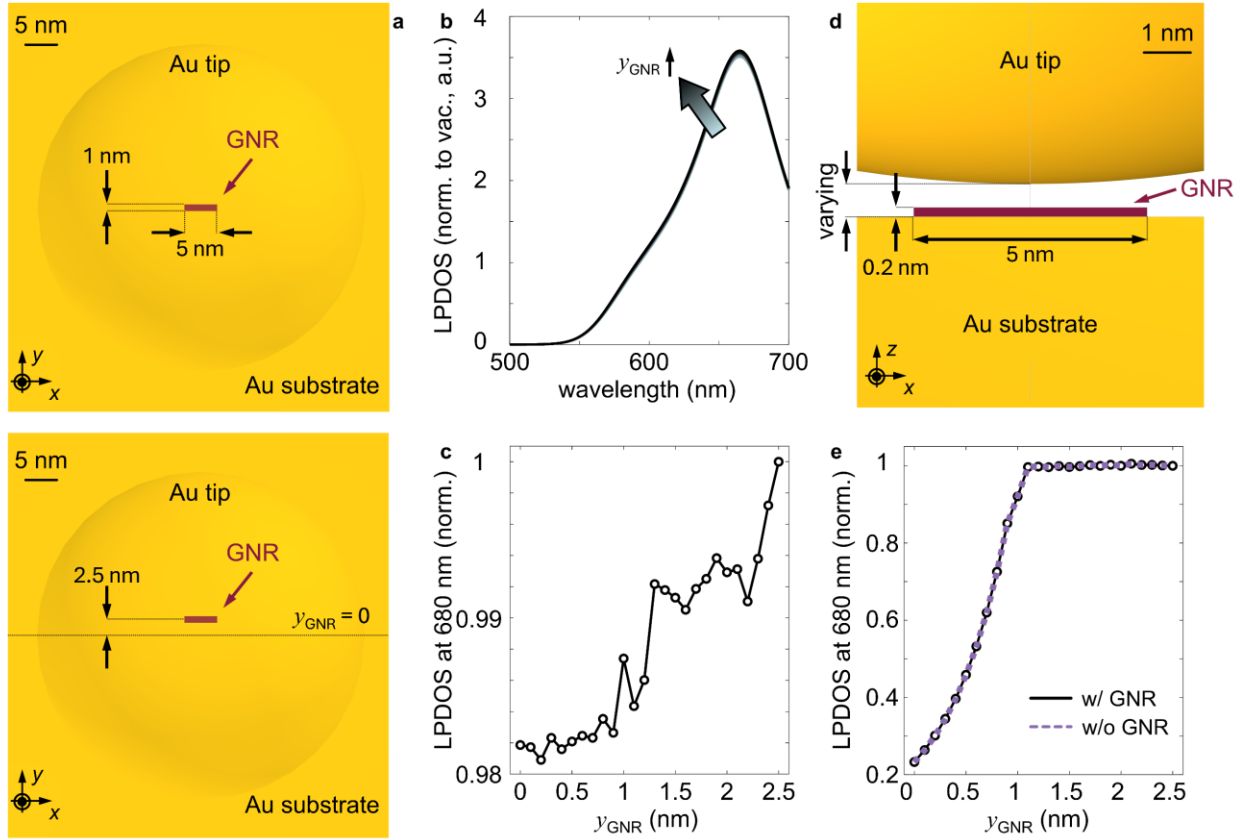 a
5 nm
Au tip
GNR
1 nm
5 nm
y
x
Au substrate
5 nm
Au tip
GNR
2.5 nm
yGNR = 0
y
x
Au substrate
b
LPDOS (norm. to vac., a.u.)
4
3
2
1
0
yGNR
500
600
700
wavelength (nm)
c
LPDOS at 680 nm (norm.)
1
0.99
0.98
0
0.5
1
1.5
2
2.5
yGNR (nm)
d
1 nm
Au tip
GNR
varying
0.2 nm
5 nm
Au substrate
z
x
e
LPDOS at 680 nm (norm.)
1
0.8
0.6
0.4
0.2
w/ GNR
w/o GNR
0
0.5
1
1.5
2
2.5
yGNR (nm)